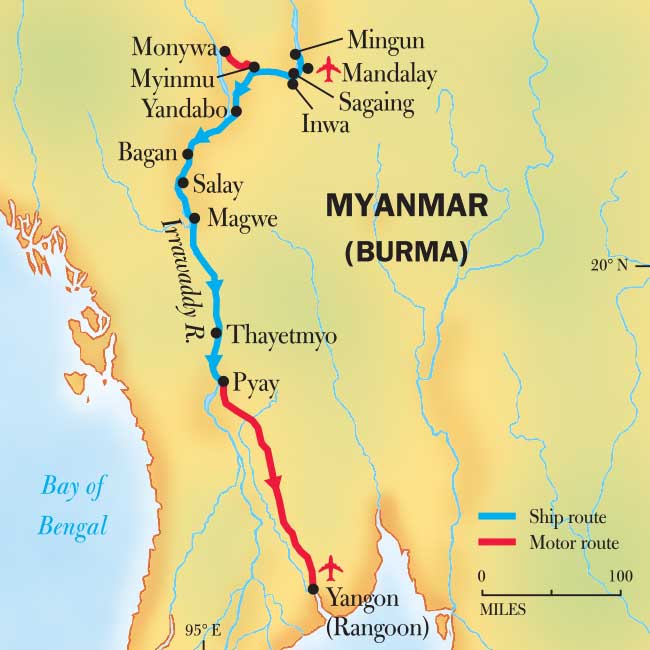 Monywa
Mingun
Myinmu
Mandalay
Sagaing
Yandabo
Inwa
Bagan
Salay
MYANMAR
(BURMA)
Magwe
Irrawaddy R.
20° N
Thayetmyo
Pyay
Bay of
Bengal
Ship route
Motor route
0 100
MILES
Yangon
(Rangoon)
95° E